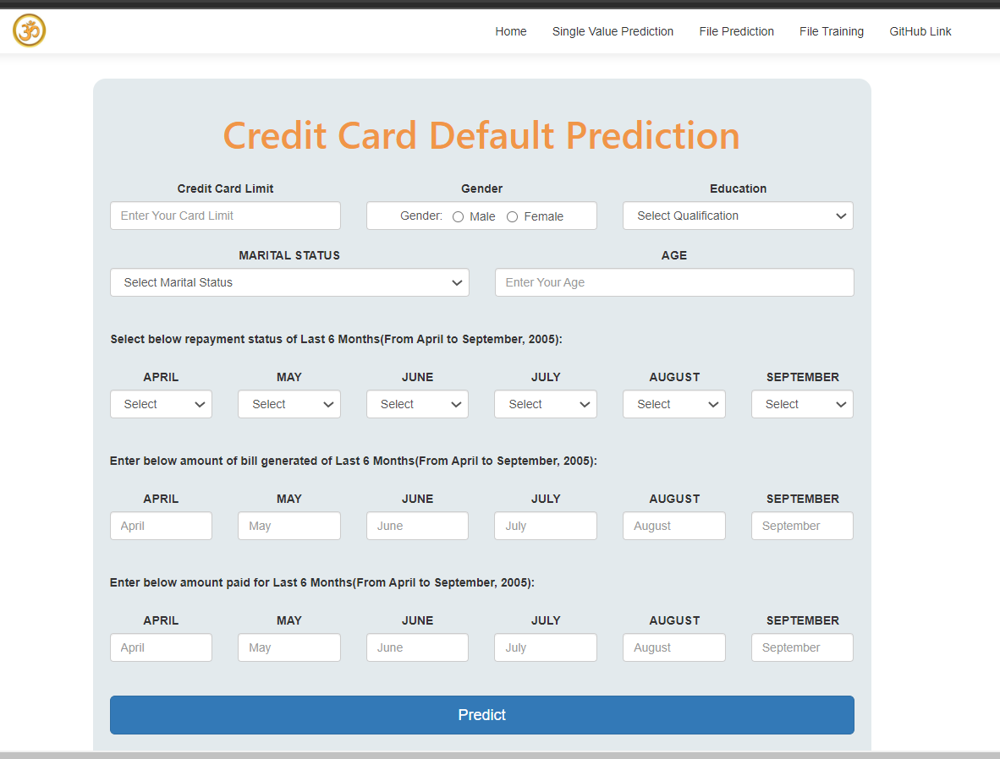 ॐ
Home Single Value Prediction File Prediction File Training GitHub Link
Credit Card Default Prediction
Credit Card Limit Gender Education
Enter Your Card Limit Gender: Male Female Select Qualification
MARITAL STATUS AGE
Select Marital Status Enter Your Age
Select below repayment status of Last 6 Months(From April to September, 2005):
APRIL MAY JUNE JULY AUGUST SEPTEMBER
Select Select Select Select Select Select
Enter below amount of bill generated of Last 6 Months(From April to September, 2005):
APRIL MAY JUNE JULY AUGUST SEPTEMBER
April May June July August September
Enter below amount paid for Last 6 Months(From April to September, 2005):
APRIL MAY JUNE JULY AUGUST SEPTEMBER
April May June July August September
Predict